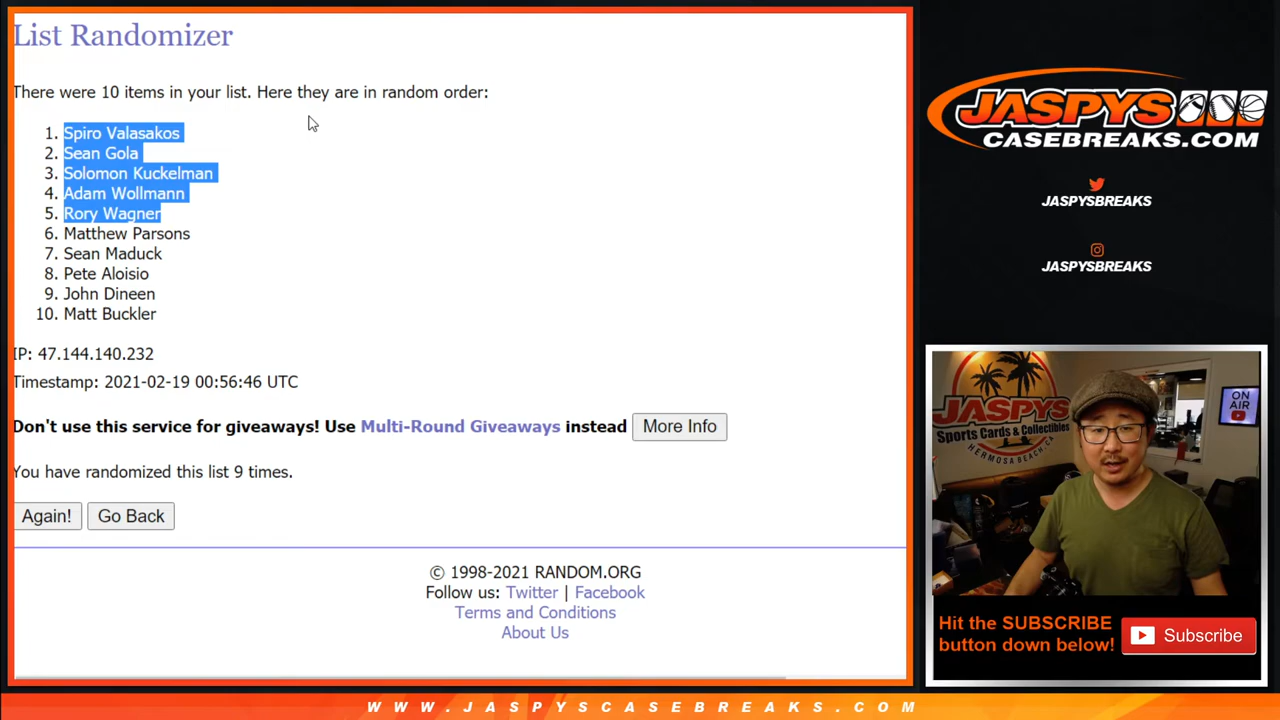 List Randomizer
There were 10 items in your list. Here they are in random order:
1. Spiro Valasakos
2. Sean Gola
3. Solomon Kuckelman
4. Adam Wollmann
5. Rory Wagner
6. Matthew Parsons
7. Sean Maduck
8. Pete Aloisio
9. John Dineen
10. Matt Buckler
IP: 47.144.140.232
Timestamp: 2021-02-19 00:56:46 UTC
Don't use this service for giveaways! Use Multi-Round Giveaways instead More Info
You have randomized this list 9 times.
Again! Go Back
© 1998-2021 RANDOM.ORG
Follow us: Twitter | Facebook
Terms and Conditions
About Us
JASPYS
CASEBREAKS.COM
JASPYSBREAKS
JASPYSBREAKS
JASPYS
Sports Cards & Collectibles
HERMOSA BEACH, CA
ON
AIR
Hit the SUBSCRIBE
button down below!
Subscribe
WWW.JASPYSCASEBREAKS.COM